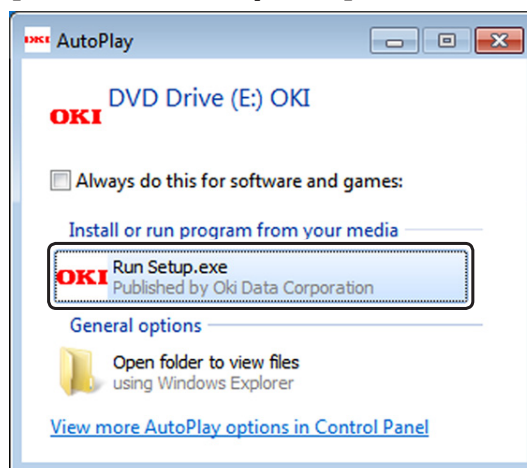 OKI AutoPlay
DVD Drive (E:) OKI
OKI
Always do this for software and games:
Install or run program from your media
OKI
Run Setup.exe
Published by Oki Data Corporation
General options
Open folder to view files
using Windows Explorer
View more AutoPlay options in Control Panel